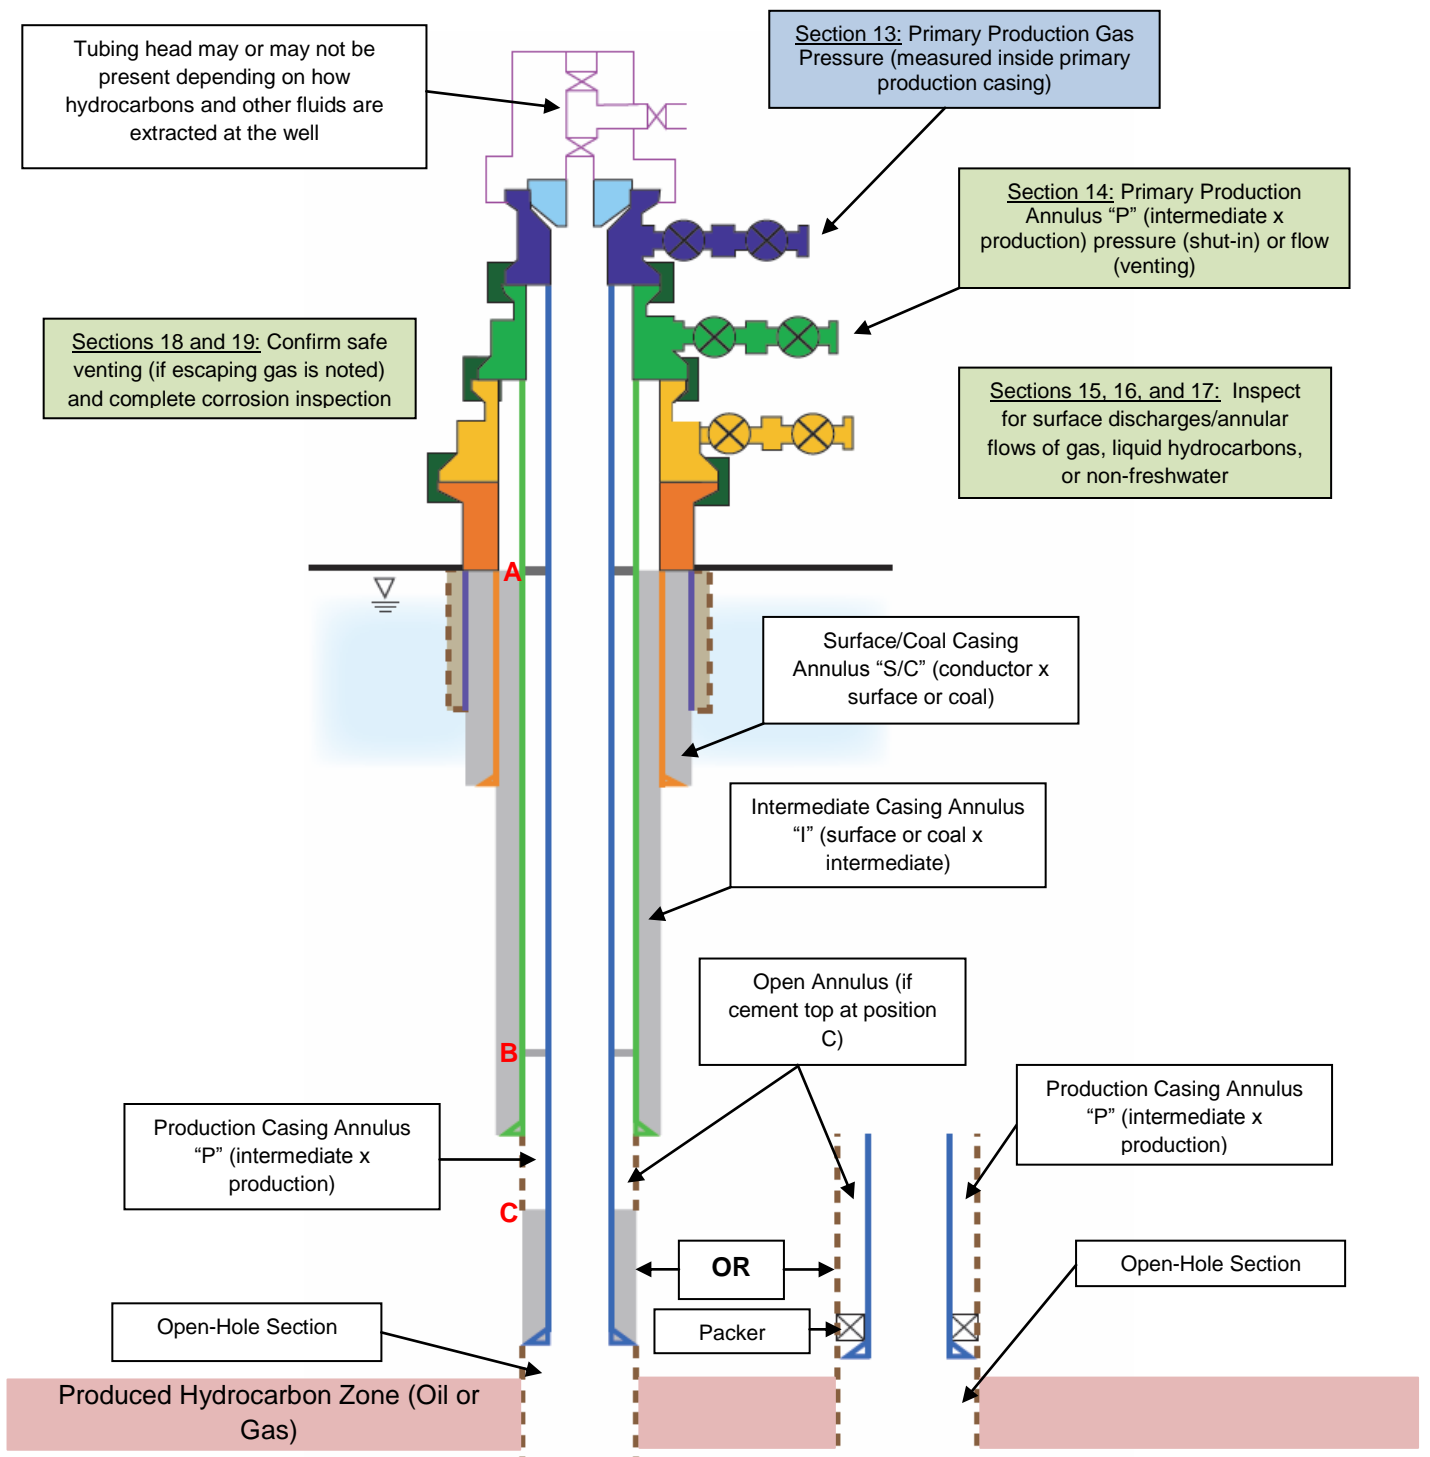 Tubing head may or may not be
present depending on how
hydrocarbons and other fluids are
extracted at the well
Section 13: Primary Production Gas
Pressure (measured inside primary
production casing)
Section 14: Primary Production
Annulus “P” (intermediate x
production) pressure (shut-in) or flow
(venting)
Sections 18 and 19: Confirm safe
venting (if escaping gas is noted)
and complete corrosion inspection
Sections 15, 16, and 17: Inspect
for surface discharges/annular
flows of gas, liquid hydrocarbons,
or non-freshwater
A
Surface/Coal Casing
Annulus “S/C” (conductor x
surface or coal)
Intermediate Casing Annulus
“I” (surface or coal x
intermediate)
Open Annulus (if
cement top at position
C)
B
Production Casing Annulus
“P” (intermediate x
production)
Production Casing Annulus
“P” (intermediate x
production)
C
OR
Open-Hole Section
Open-Hole Section
Packer
Produced Hydrocarbon Zone (Oil or
Gas)